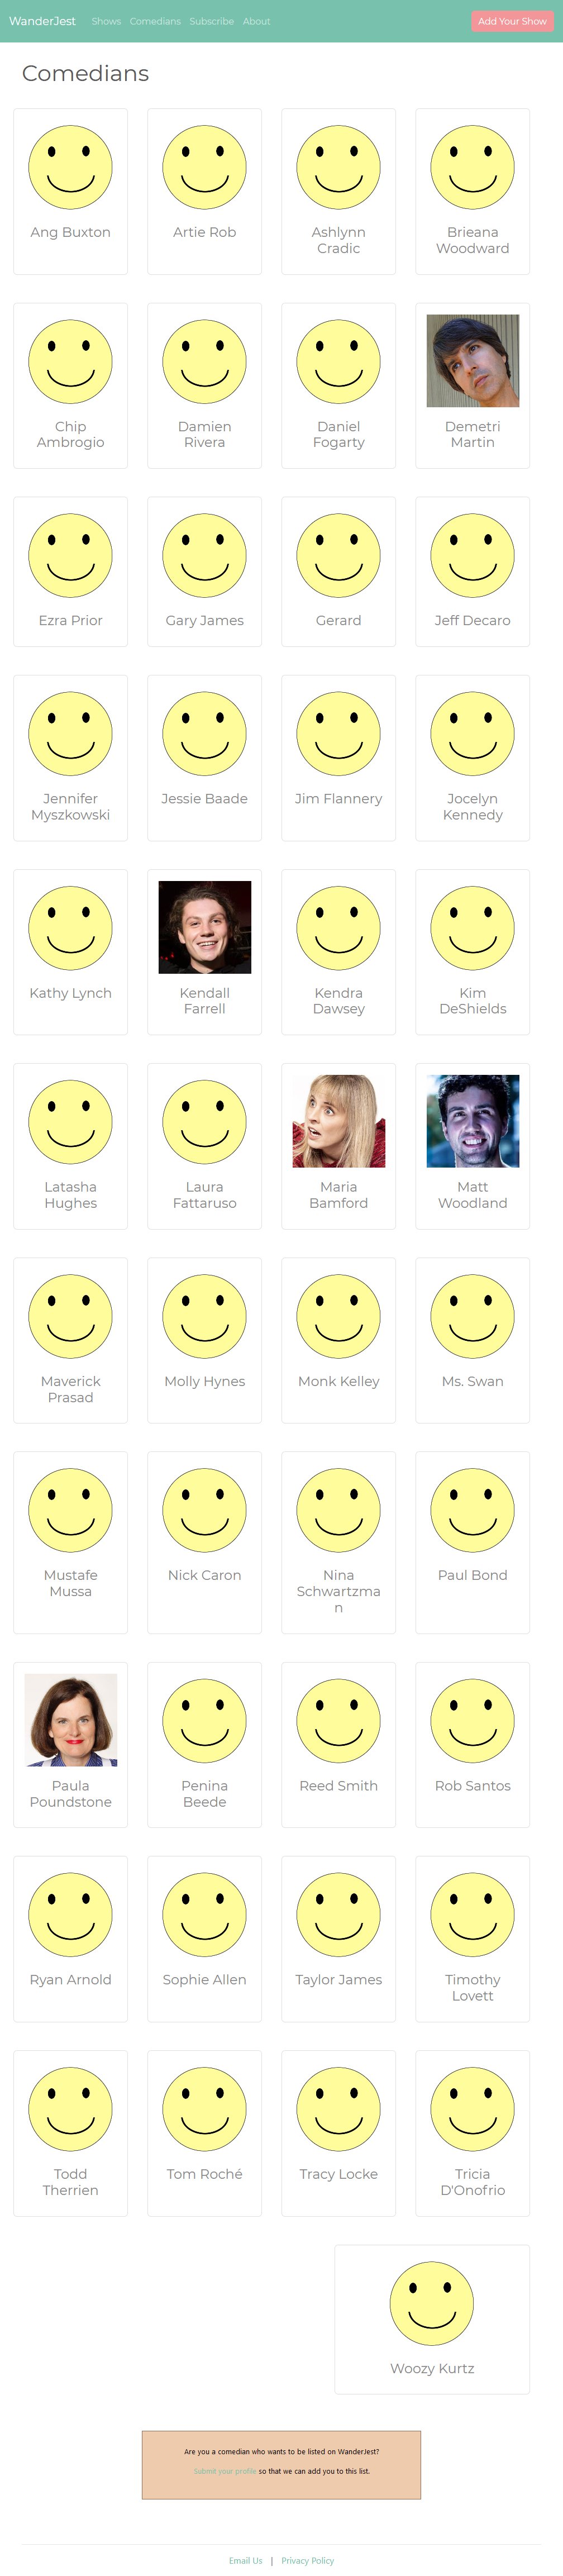 WanderJest Shows Comedians Subscribe About Add Your Show
Comedians
Ang Buxton
Artie Rob
Ashlynn
Cradic
Brieana
Woodward
Chip
Ambrogio
Damien
Rivera
Daniel
Fogarty
Demetri
Martin
Ezra Prior
Gary James
Gerard
Jeff Decaro
Jennifer
Myszkowski
Jessie Baade
Jim Flannery
Jocelyn
Kennedy
Kathy Lynch
Kendall
Farrell
Kendra
Dawsey
Kim
DeShields
Latasha
Hughes
Laura
Fattaruso
Maria
Bamford
Matt
Woodland
Maverick
Prasad
Molly Hynes
Monk Kelley
Ms. Swan
Mustafe
Mussa
Nick Caron
Nina
Schwartzma
n
Paul Bond
Paula
Poundstone
Penina
Beede
Reed Smith
Rob Santos
Ryan Arnold
Sophie Allen
Taylor James
Timothy
Lovett
Todd
Therrien
Tom Roché
Tracy Locke
Tricia
D'Onofrio
Woozy Kurtz
Are you a comedian who wants to be listed on WanderJest?
Submit your profile so that we can add you to this list.
Email Us | Privacy Policy